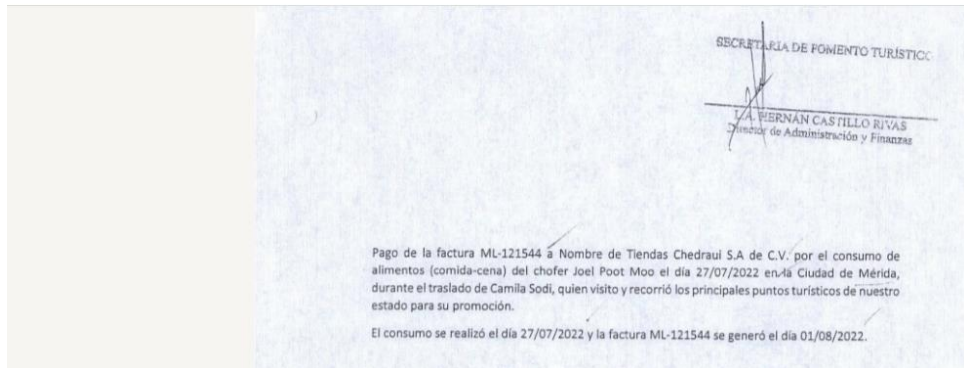 SECRETARIA DE FOMENTO TURÍSTICO
L.A. HERNÁN CASTILLO RIVAS
Director de Administración y Finanzas
Pago de la factura ML-121544 a Nombre de Tiendas Chedraui S.A de C.V. por el consumo de
alimentos (comida-cena) del chofer Joel Poot Moo el día 27/07/2022 en la Ciudad de Mérida,
durante el traslado de Camila Sodi, quien visito y recorrió los principales puntos turísticos de nuestro
estado para su promoción.
El consumo se realizó el día 27/07/2022 y la factura ML-121544 se generó el día 01/08/2022.